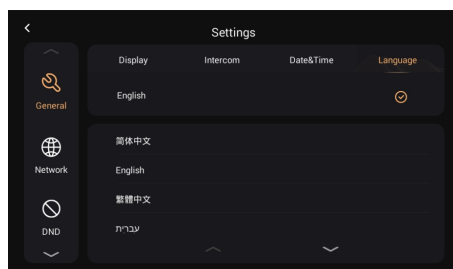 Settings
Display Intercom Date&Time Language
General
English
Network
简体中文
English
DND
繁體中文
עברית